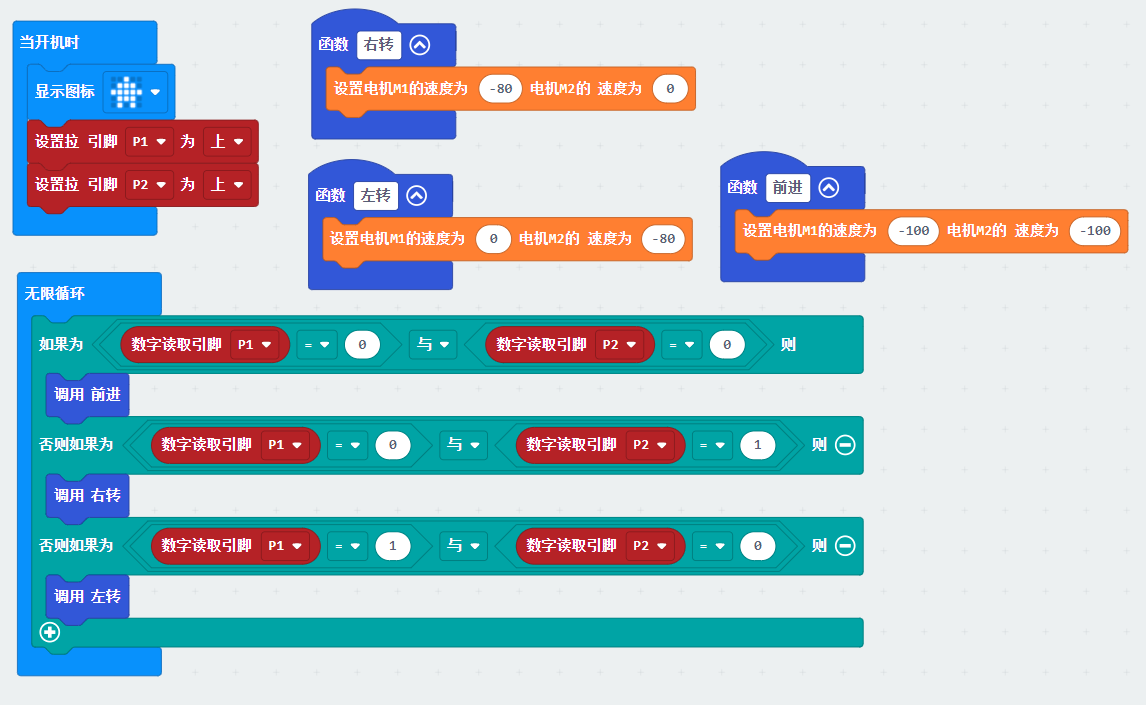 当开机时
显示图标
设置拉 引脚 P1 为 上
设置拉 引脚 P2 为 上
函数 右转
设置电机M1的速度为 -80 电机M2的 速度为 0
函数 左转
设置电机M1的速度为 0 电机M2的 速度为 -80
函数 前进
设置电机M1的速度为 -100 电机M2的 速度为 -100
无限循环
如果为 数字读取引脚 P1 = 0 与 数字读取引脚 P2 = 0 则
调用 前进
否则如果为 数字读取引脚 P1 = 0 与 数字读取引脚 P2 = 1 则
调用 右转
否则如果为 数字读取引脚 P1 = 1 与 数字读取引脚 P2 = 0 则
调用 左转